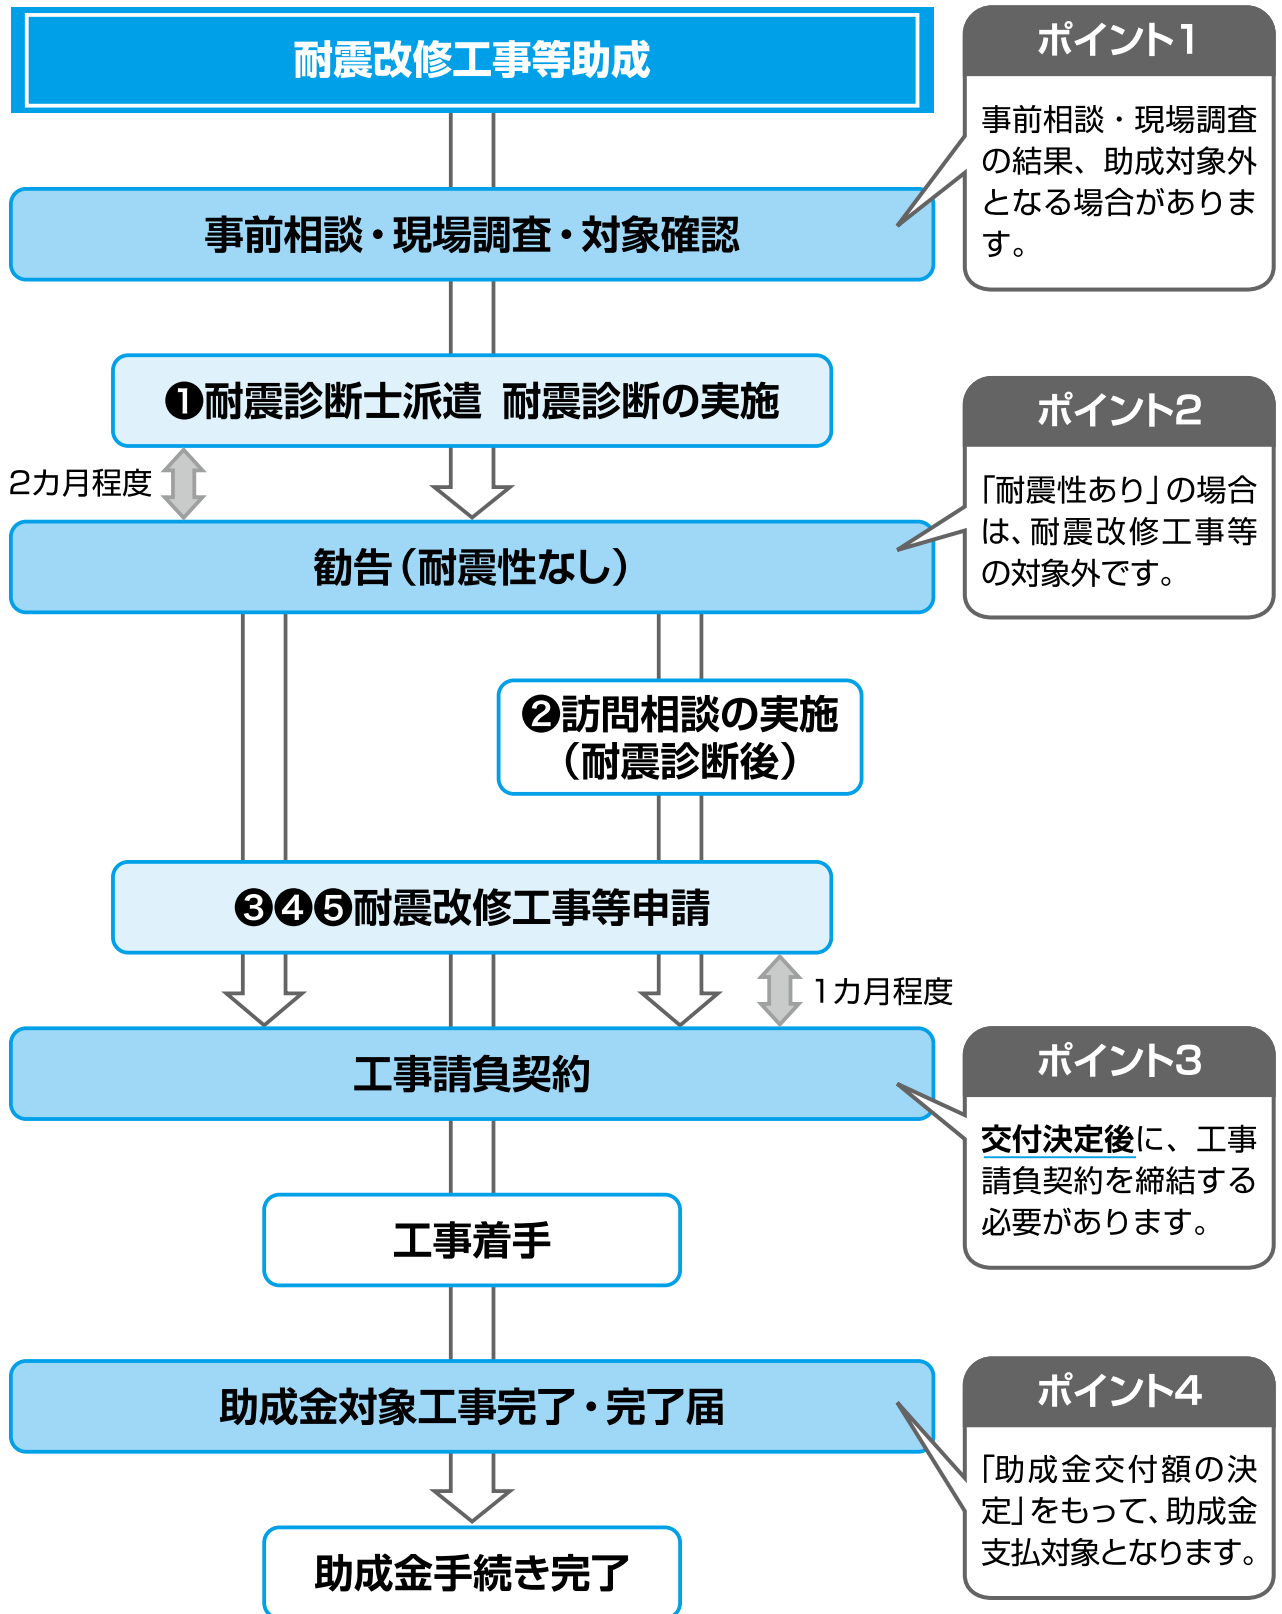 耐震改修工事等助成
ポイント1
事前相談・現場調査
の結果、助成対象外
となる場合がありま
す。
事前相談・現場調査・対象確認
❶耐震診断士派遣 耐震診断の実施
2カ月程度
ポイント2
「耐震性あり」の場合
は、耐震改修工事等
の対象外です。
勧告（耐震性なし）
❷訪問相談の実施
（耐震診断後）
❸❹❺耐震改修工事等申請
1カ月程度
工事請負契約
ポイント3
交付決定後に、工事
請負契約を締結する
必要があります。
工事着手
助成金対象工事完了・完了届
ポイント4
「助成金交付額の決
定」をもって、助成金
支払対象となります。
助成金手続き完了